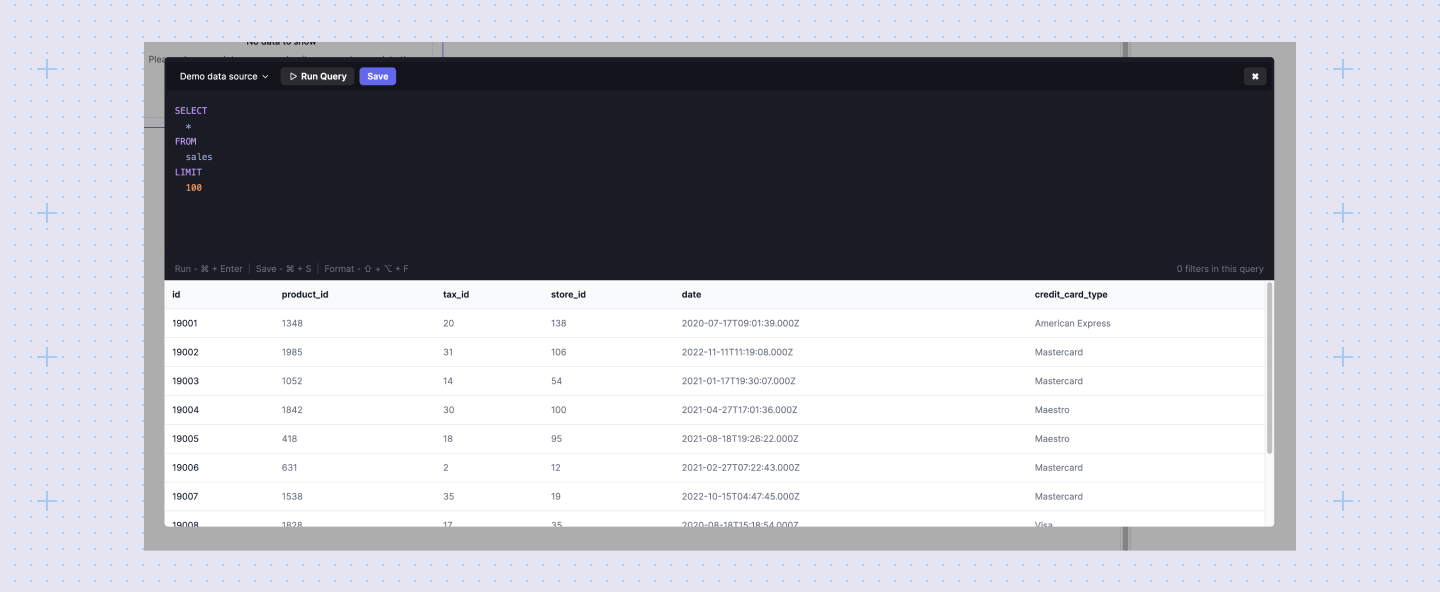 No data to show
Demo data source Run Query Save
SELECT
*
FROM
sales
LIMIT
100
Run - ⌘ + Enter | Save - ⌘ + S | Format - ⇧ + ⌥ + F 0 filters in this query
id product_id tax_id store_id date credit_card_type
19001 1348 20 138 2020-07-17T09:01:39.000Z American Express
19002 1985 31 106 2022-11-11T11:19:08.000Z Mastercard
19003 1052 14 54 2021-01-17T19:30:07.000Z Mastercard
19004 1842 30 100 2021-04-27T17:01:36.000Z Maestro
19005 418 18 95 2021-08-18T19:26:22.000Z Maestro
19006 631 2 12 2021-02-27T07:22:43.000Z Mastercard
19007 1538 35 19 2022-10-15T04:47:45.000Z Mastercard
19008 1828 17 35 2020-08-18T15:18:54.000Z Visa